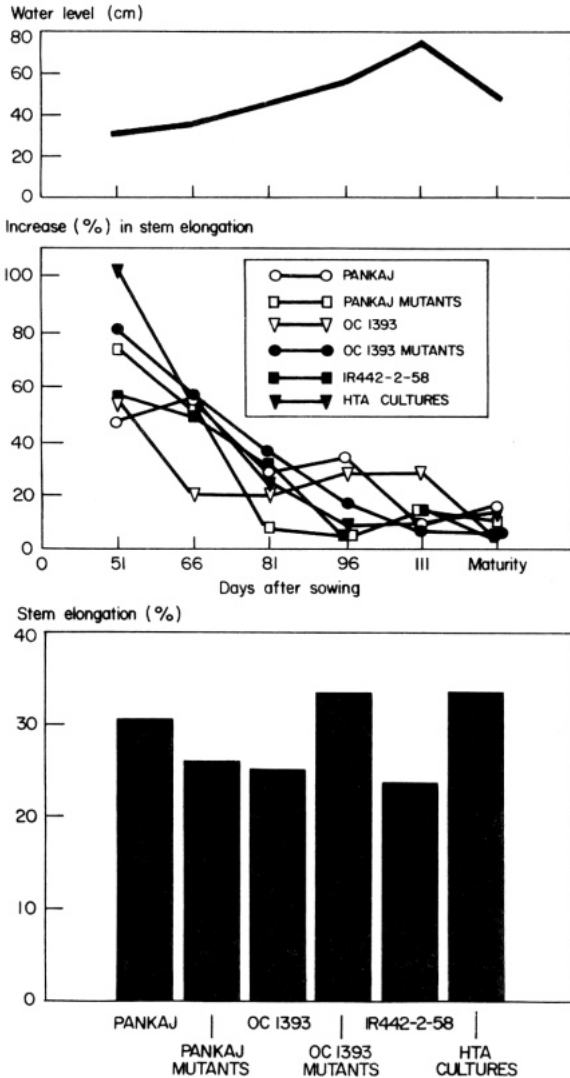 Water level (cm)
80
60
40
20
0
Increase (%) in stem elongation
100
80
60
40
20
0
PANKAJ
PANKAJ MUTANTS
OC 1393
OC 1393 MUTANTS
IR442-2-58
HTA CULTURES
0 51 66 81 96 111 Maturity
Days after sowing
Stem elongation (%)
40
30
20
10
0
PANKAJ OC 1393 IR442-2-58
PANKAJ OC 1393 HTA
MUTANTS MUTANTS CULTURES